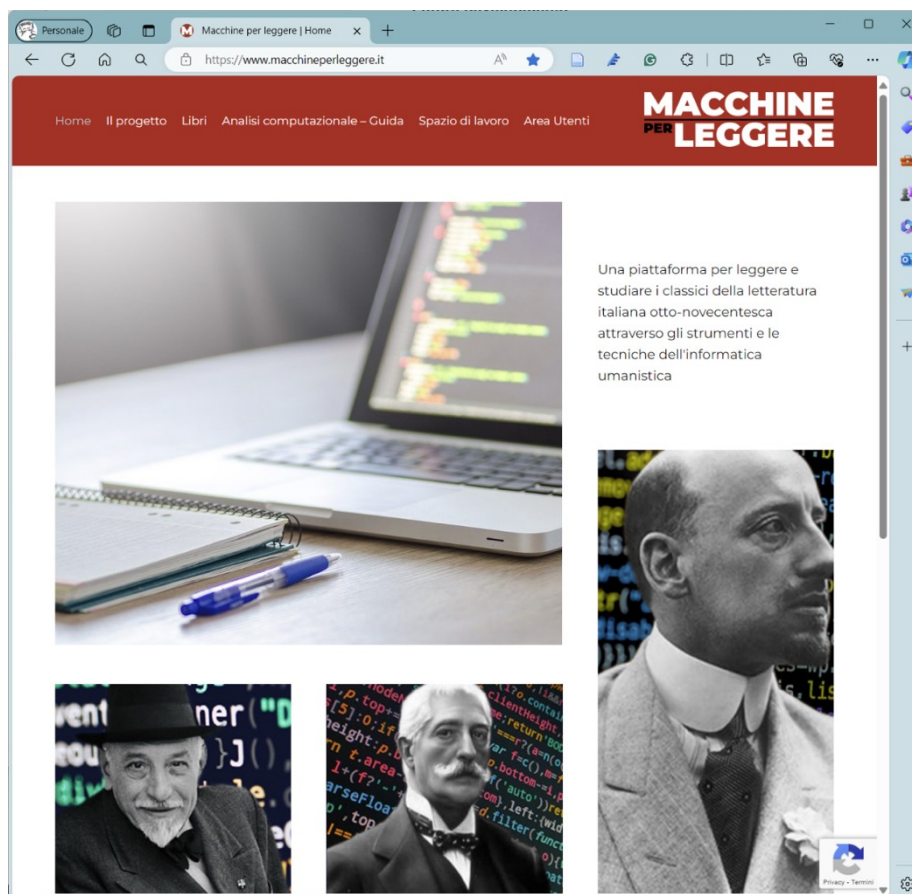 Personale
Macchine per leggere | Home
https://www.macchineperleggere.it
Home Il progetto Libri Analisi computazionale – Guida Spazio di lavoro Area Utenti
MACCHINE
PER LEGGERE
Una piattaforma per leggere e
studiare i classici della letteratura
italiana otto-novecentesca
attraverso gli strumenti e le
tecniche dell'informatica
umanistica
Privacy - Termini